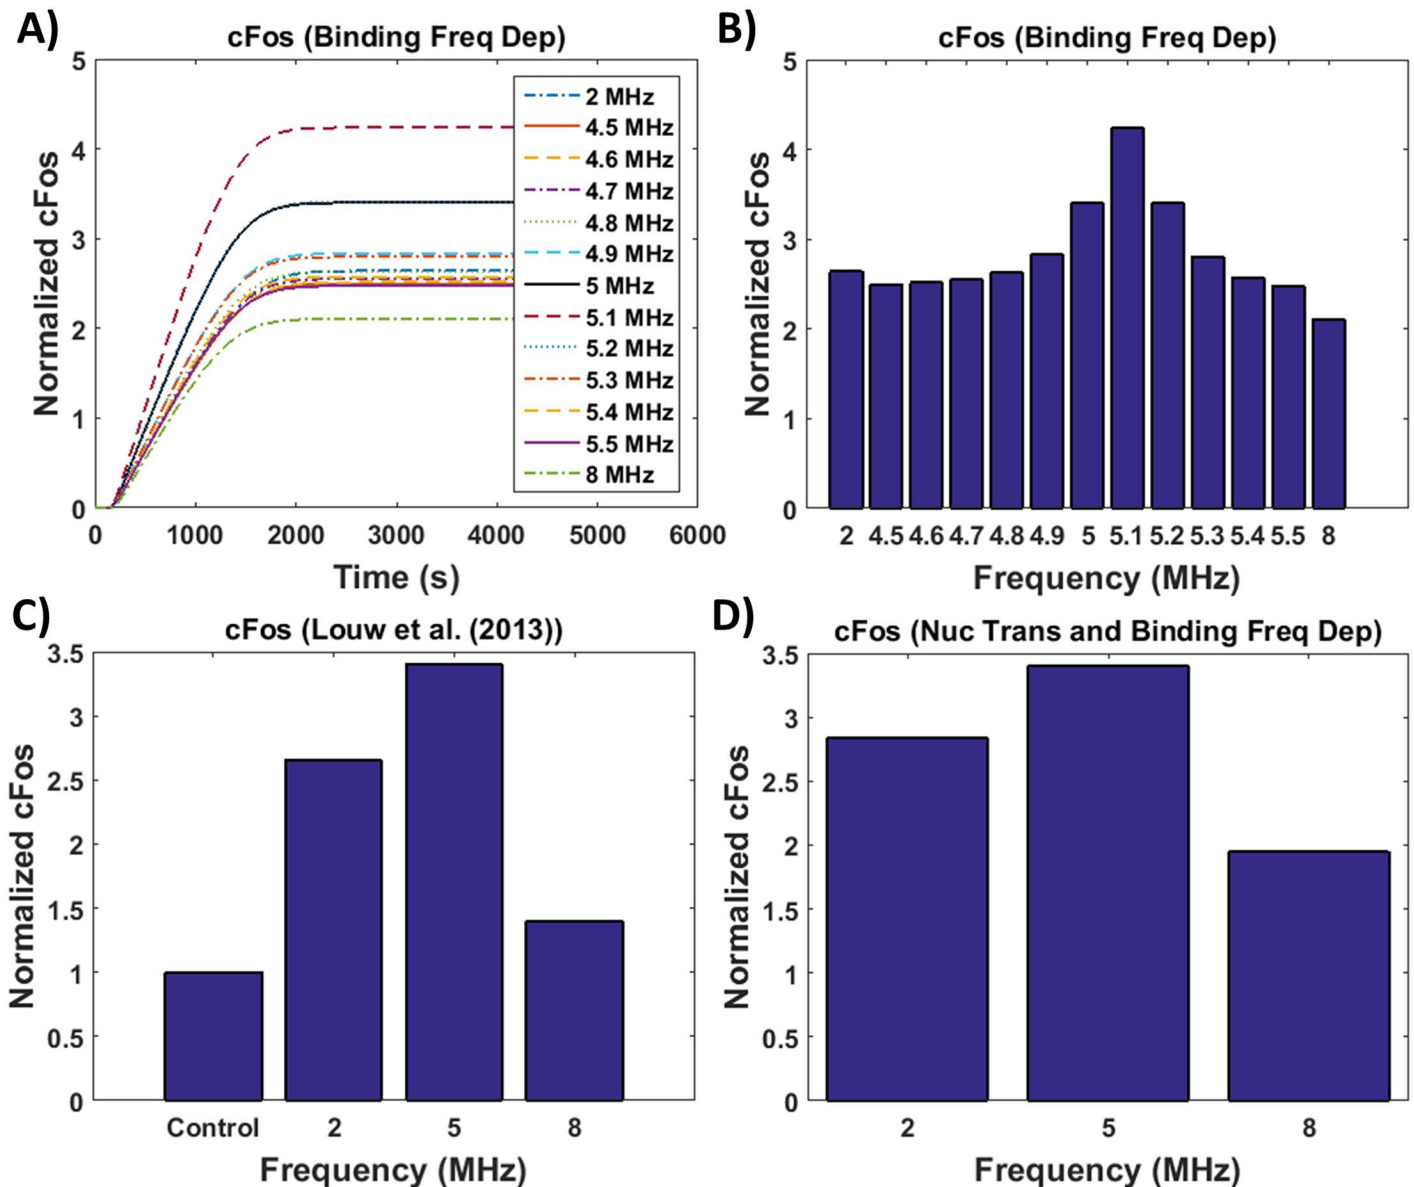 A)
cFos (Binding Freq Dep)
Normalized cFos
5
4
3
2
1
0
0 1000 2000 3000 4000 5000 6000
Time (s)
2 MHz
4.5 MHz
4.6 MHz
4.7 MHz
4.8 MHz
4.9 MHz
5 MHz
5.1 MHz
5.2 MHz
5.3 MHz
5.4 MHz
5.5 MHz
8 MHz
B)
cFos (Binding Freq Dep)
Normalized cFos
5
4
3
2
1
0
2 4.5 4.6 4.7 4.8 4.9 5 5.1 5.2 5.3 5.4 5.5 8
Frequency (MHz)
C)
cFos (Louw et al. (2013))
Normalized cFos
3.5
3
2.5
2
1.5
1
0.5
0
Control 2 5 8
Frequency (MHz)
D)
cFos (Nuc Trans and Binding Freq Dep)
Normalized cFos
3.5
3
2.5
2
1.5
1
0.5
0
2 5 8
Frequency (MHz)